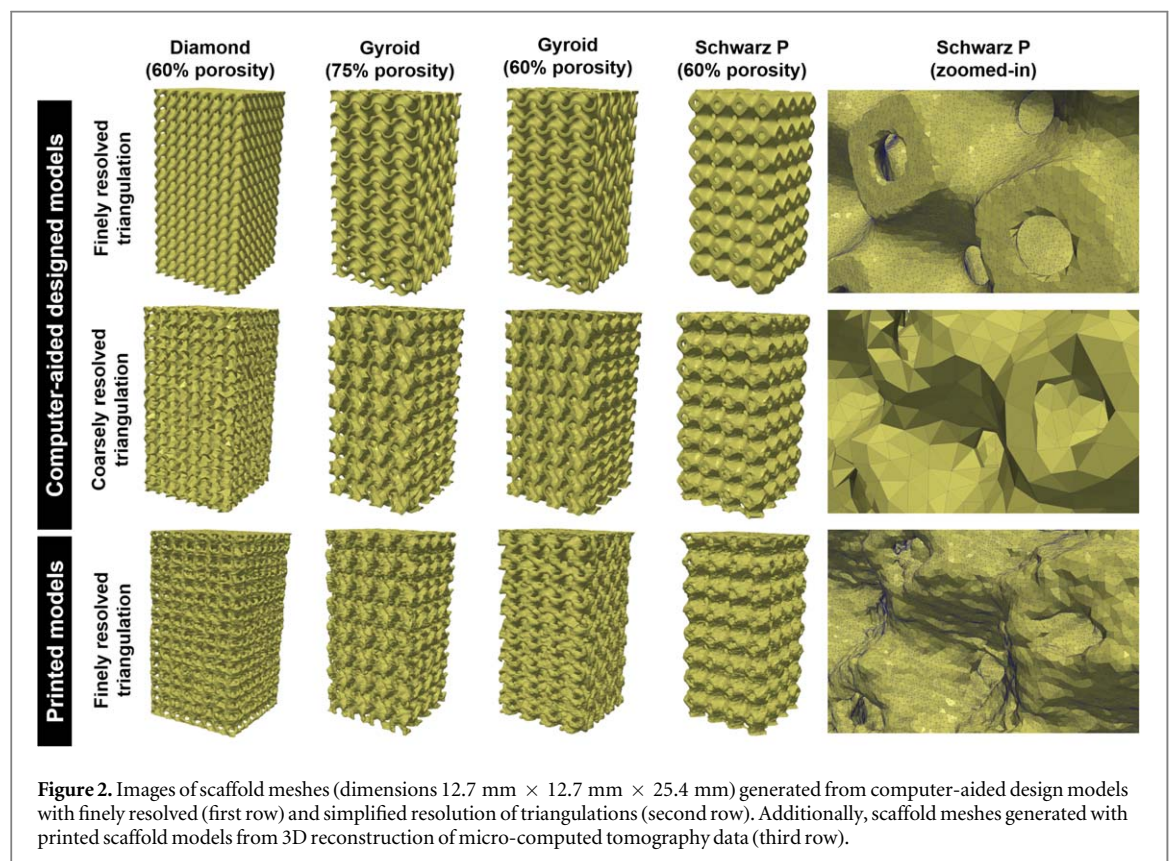 Diamond
(60% porosity)
Gyroid
(75% porosity)
Gyroid
(60% porosity)
Schwarz P
(60% porosity)
Schwarz P
(zoomed-in)
Computer-aided designed models
Finely resolved
triangulation
Coarsely resolved
triangulation
Printed models
Finely resolved
triangulation
Figure 2. Images of scaffold meshes (dimensions 12.7 mm × 12.7 mm × 25.4 mm) generated from computer-aided design models
with finely resolved (first row) and simplified resolution of triangulations (second row). Additionally, scaffold meshes generated with
printed scaffold models from 3D reconstruction of micro-computed tomography data (third row).